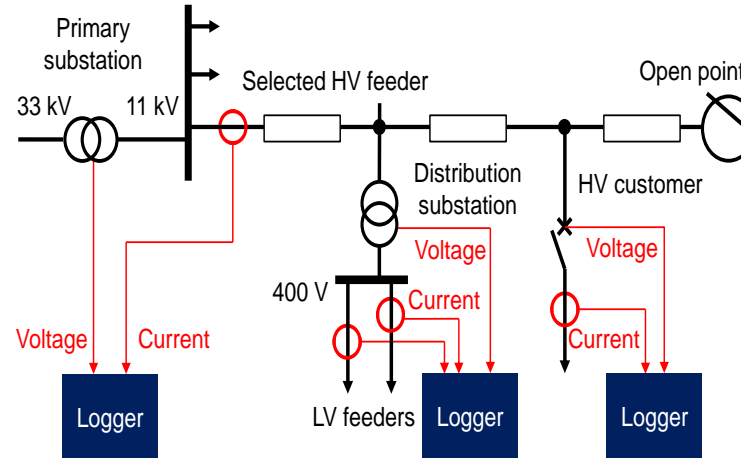 Primary
substation
33 kV
11 kV
Selected HV feeder
Open point
Distribution
substation
HV customer
Voltage
Voltage
400 V
Current
Voltage
Current
Current
Logger
LV feeders
Logger
Logger